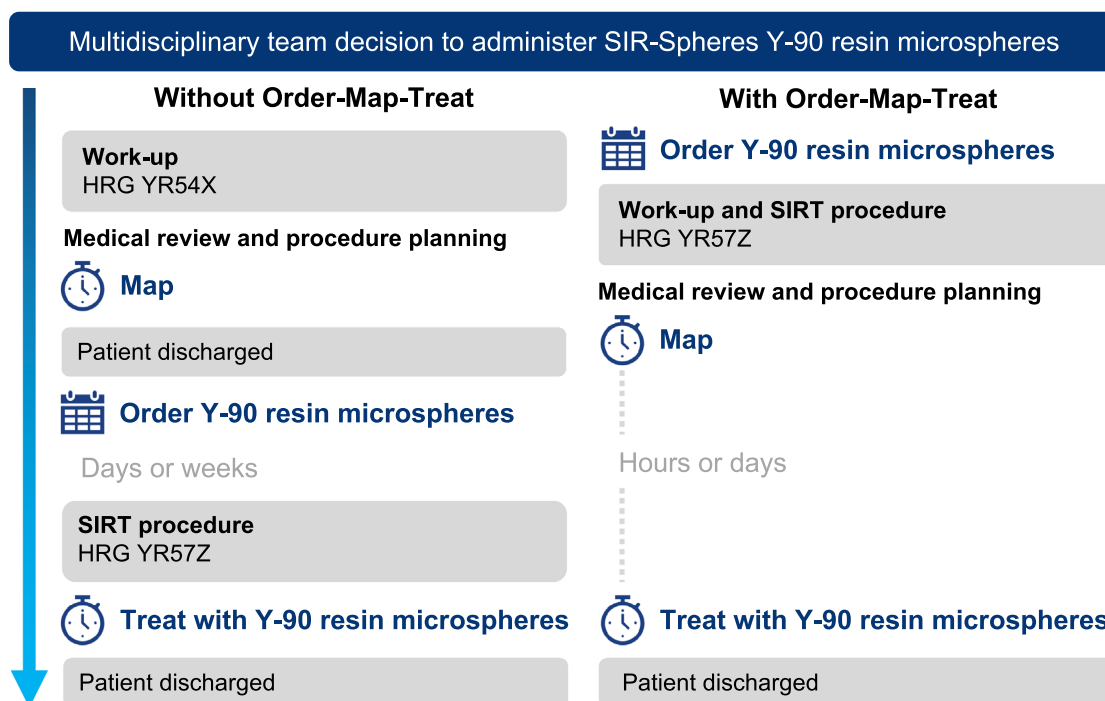 Multidisciplinary team decision to administer SIR-Spheres Y-90 resin microspheres
Without Order-Map-Treat
Work-up
HRG YR54X
Medical review and procedure planning
Map
Patient discharged
Order Y-90 resin microspheres
Days or weeks
SIRT procedure
HRG YR57Z
Treat with Y-90 resin microspheres
Patient discharged
With Order-Map-Treat
Order Y-90 resin microspheres
Work-up and SIRT procedure
HRG YR57Z
Medical review and procedure planning
Map
Hours or days
Treat with Y-90 resin microspheres
Patient discharged